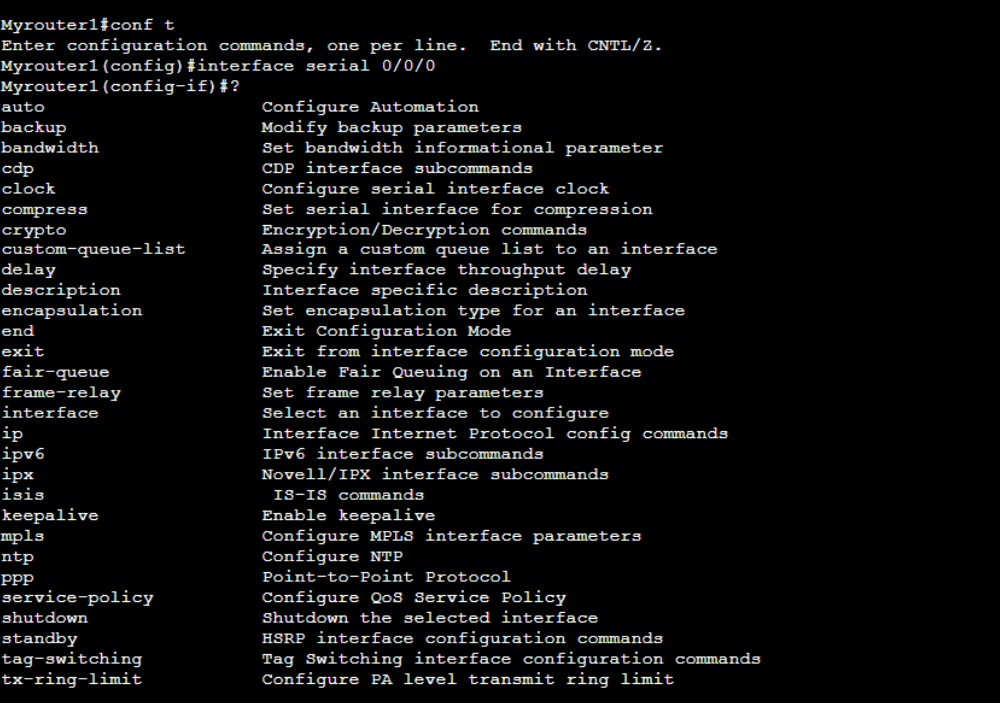 Myrouter1#conf t
Enter configuration commands, one per line.  End with CNTL/Z.
Myrouter1(config)#interface serial 0/0/0
Myrouter1(config-if)#?
auto                    Configure Automation
backup                  Modify backup parameters
bandwidth               Set bandwidth informational parameter
cdp                     CDP interface subcommands
clock                   Configure serial interface clock
compress                Set serial interface for compression
crypto                  Encryption/Decryption commands
custom-queue-list       Assign a custom queue list to an interface
delay                   Specify interface throughput delay
description             Interface specific description
encapsulation           Set encapsulation type for an interface
end                     Exit Configuration Mode
exit                    Exit from interface configuration mode
fair-queue              Enable Fair Queuing on an Interface
frame-relay             Set frame relay parameters
interface               Select an interface to configure
ip                      Interface Internet Protocol config commands
ipv6                    IPv6 interface subcommands
ipx                     Novell/IPX interface subcommands
isis                     IS-IS commands
keepalive               Enable keepalive
mpls                    Configure MPLS interface parameters
ntp                     Configure NTP
ppp                     Point-to-Point Protocol
service-policy          Configure QoS Service Policy
shutdown                Shutdown the selected interface
standby                 HSRP interface configuration commands
tag-switching           Tag Switching interface configuration commands
tx-ring-limit           Configure PA level transmit ring limit